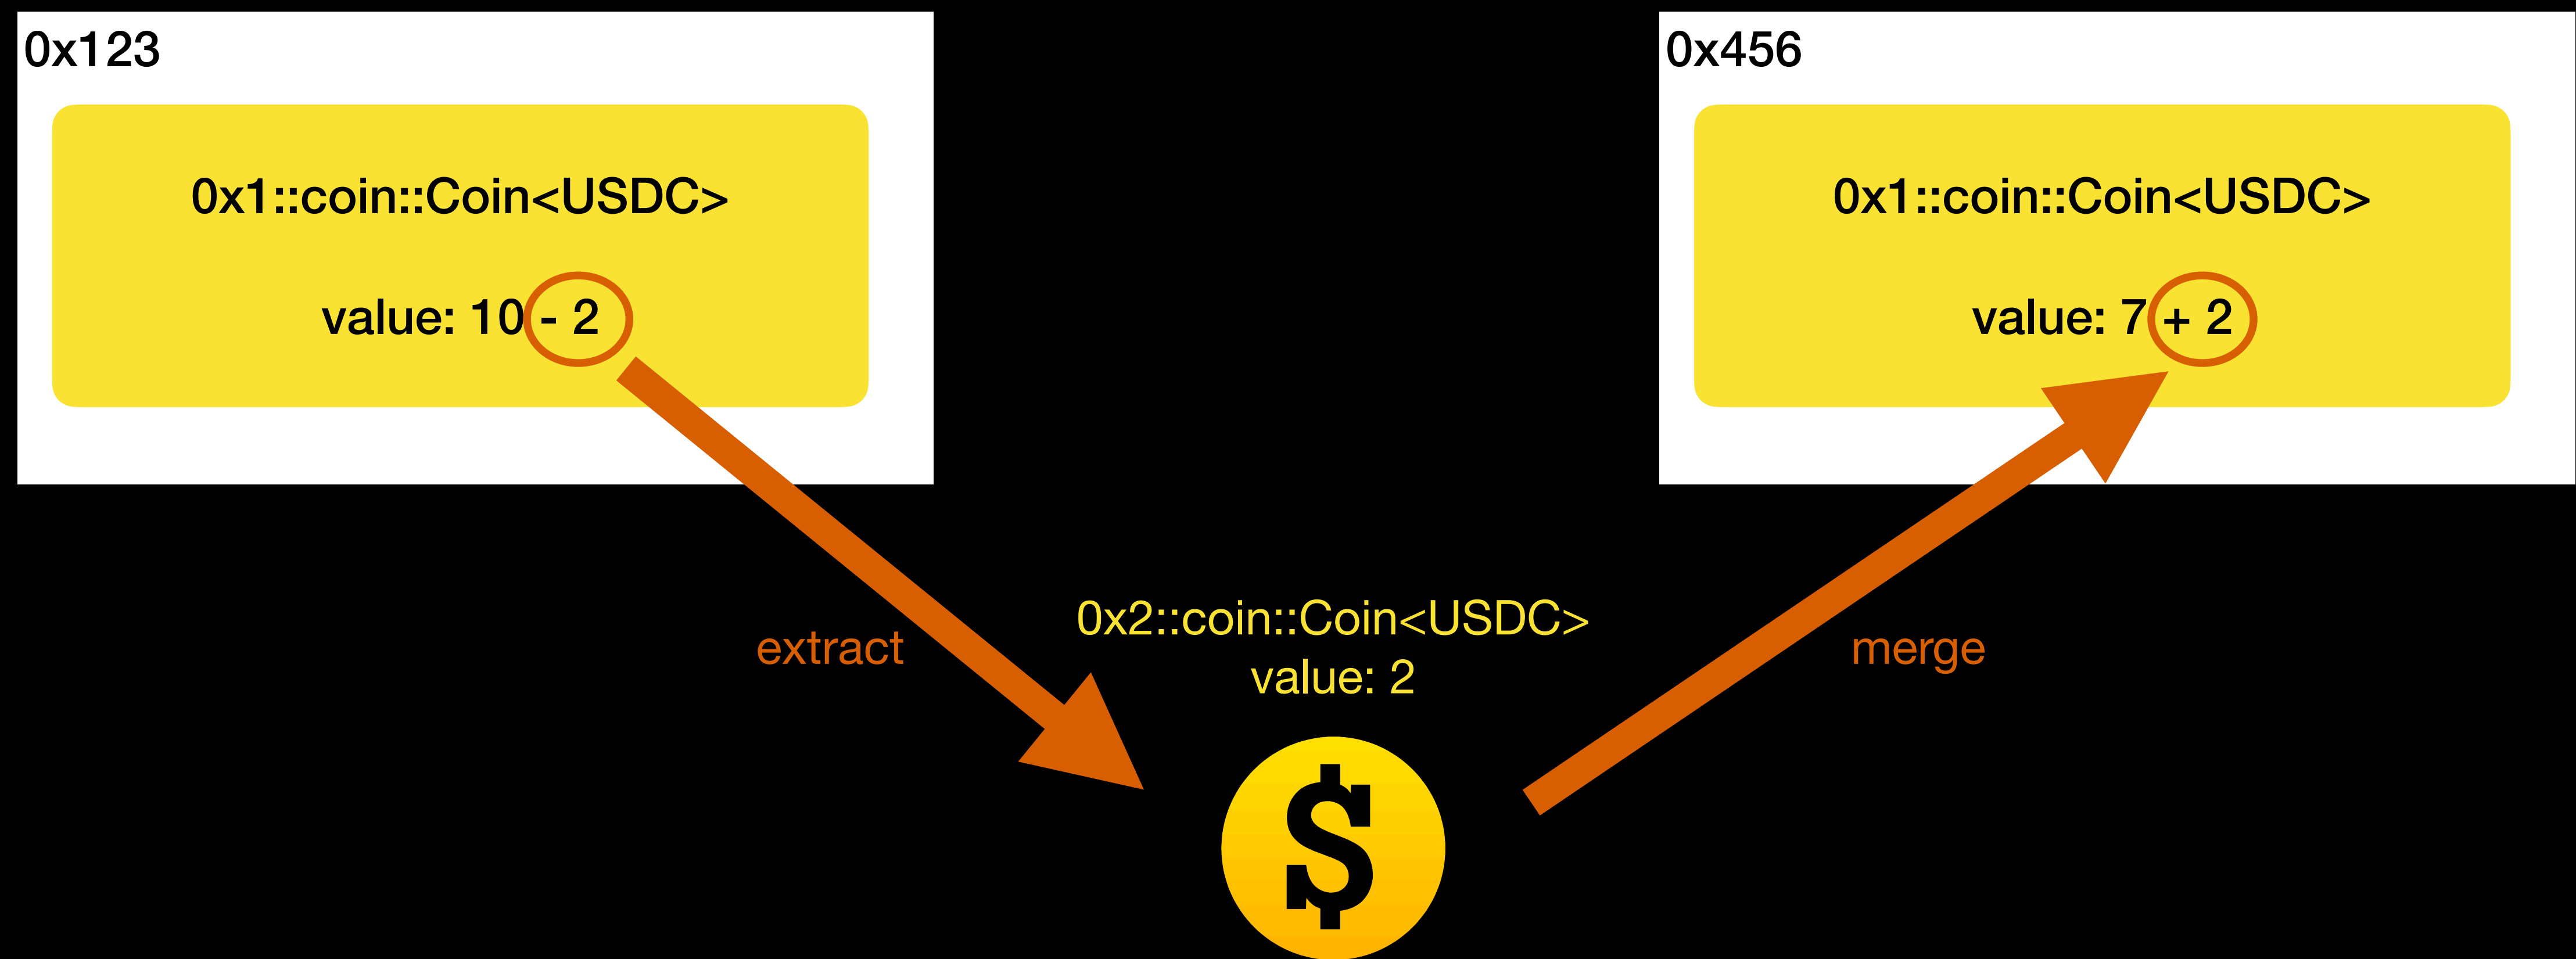 0x123
0x1::coin::Coin<USDC>
value: 10 - 2
0x456
0x1::coin::Coin<USDC>
value: 7 + 2
extract
0x2::coin::Coin<USDC>
value: 2
merge
$